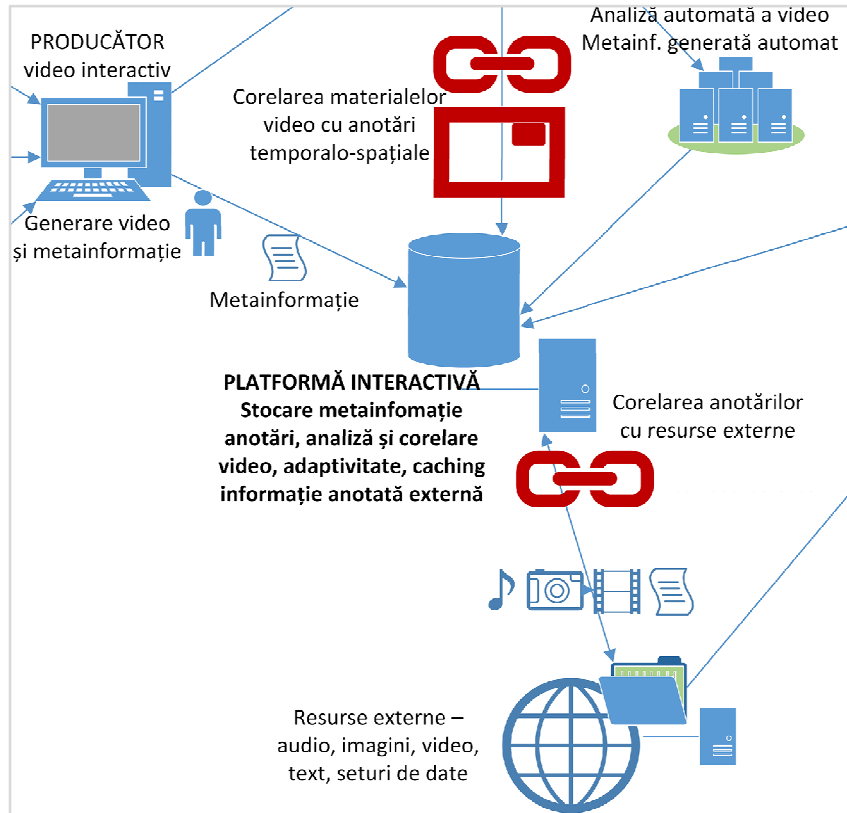 PRODUCĂTOR
video interactiv
Generare video
și metainformație
Metainformație
Corelarea materialelor
video cu anotări
temporalo-spațiale
Analiză automată a video
Metainf. generată automat
PLATFORMĂ INTERACTIVĂ
Stocare metainfomație
anotări, analiză și corelare
video, adaptivitate, caching
informație anotată externă
Corelarea anotărilor
cu resurse externe
Resurse externe –
audio, imagini, video,
text, seturi de date